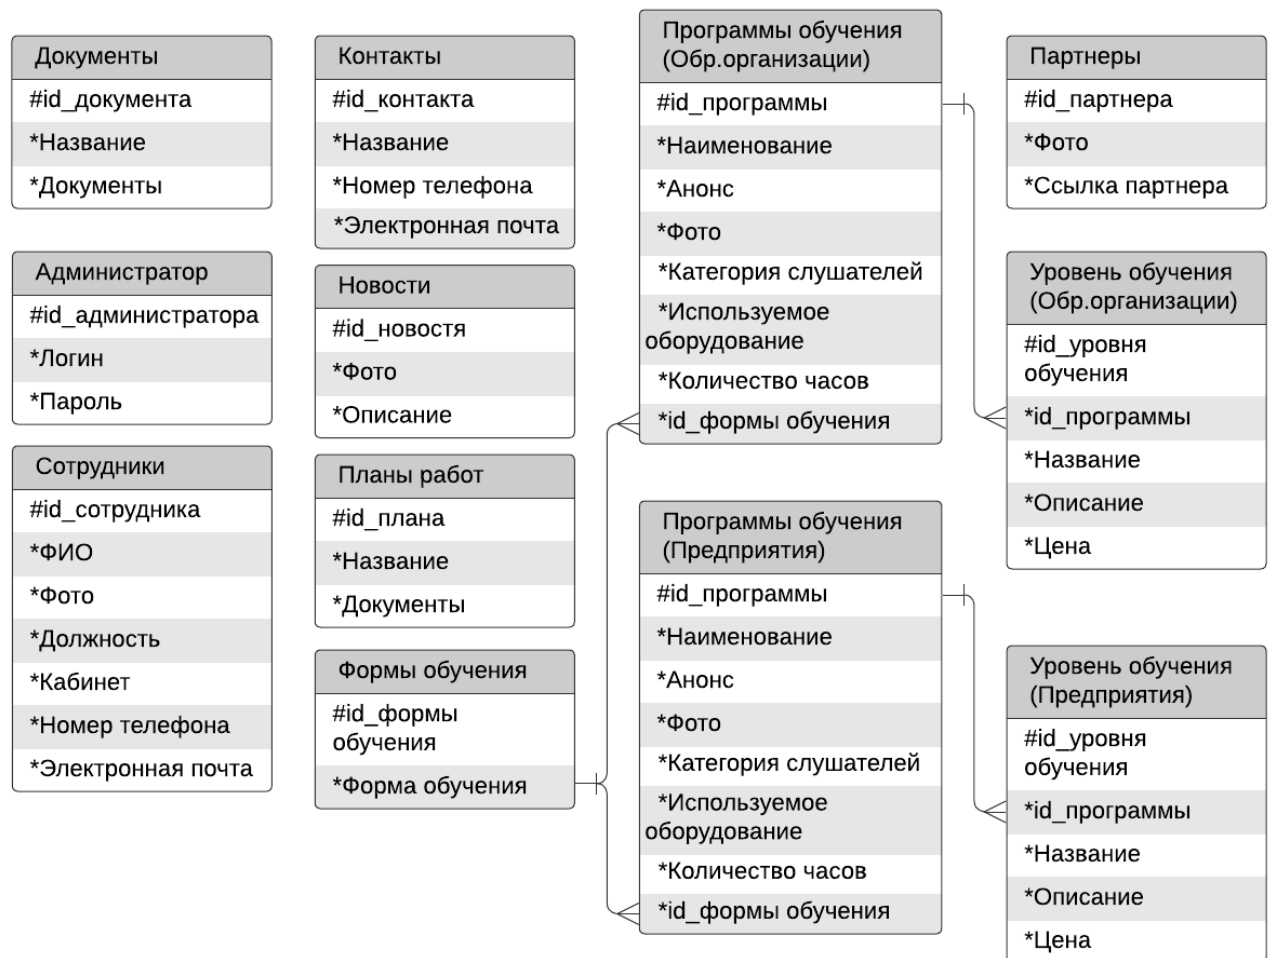 Документы
#id_документа
*Название
*Документы
Администратор
#id_администратора
*Логин
*Пароль
Сотрудники
#id_сотрудника
*ФИО
*Фото
*Должность
*Кабинет
*Номер телефона
*Электронная почта
Контакты
#id_контакта
*Название
*Номер телефона
*Электронная почта
Новости
#id_новостя
*Фото
*Описание
Планы работ
#id_плана
*Название
*Документы
Формы обучения
#id_формы
обучения
*Форма обучения
Программы обучения
(Обр.организации)
#id_программы
*Наименование
*Анонс
*Фото
*Категория слушателей
*Используемое
оборудование
*Количество часов
*id_формы обучения
Программы обучения
(Предприятия)
#id_программы
*Наименование
*Анонс
*Фото
*Категория слушателей
*Используемое
оборудование
*Количество часов
*id_формы обучения
Партнеры
#id_партнера
*Фото
*Ссылка партнера
Уровень обучения
(Обр.организации)
#id_уровня
обучения
*id_программы
*Название
*Описание
*Цена
Уровень обучения
(Предприятия)
#id_уровня
обучения
*id_программы
*Название
*Описание
*Цена